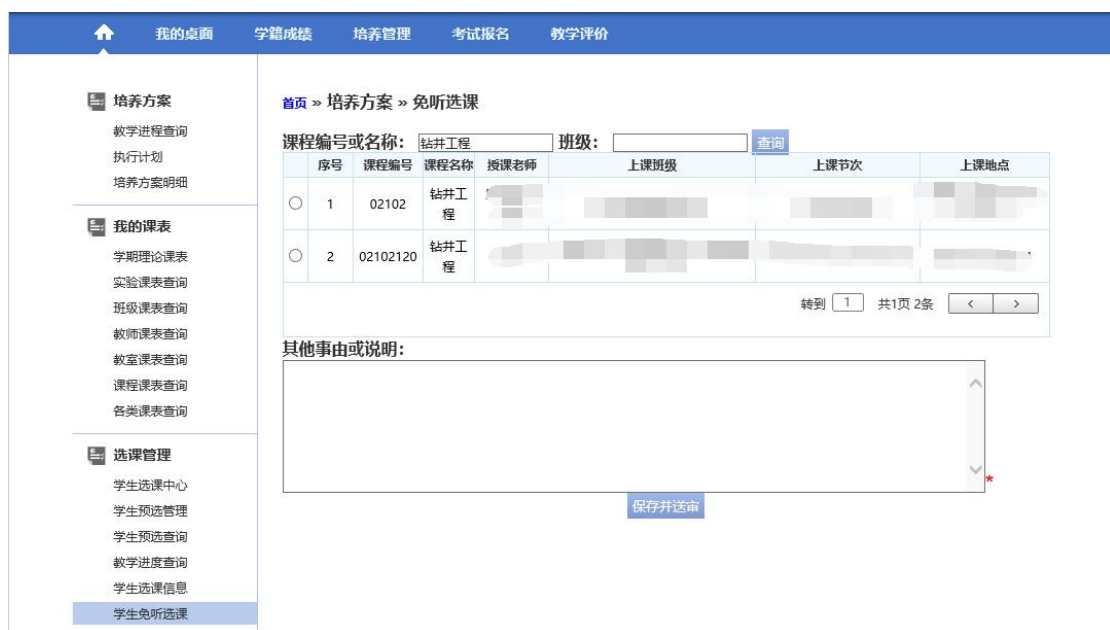 我的桌面 学籍成绩 培养管理 考试报名 教学评价
培养方案
教学进程查询
执行计划
培养方案明细
我的课表
学期理论课表
实验课表查询
班级课表查询
教师课表查询
教室课表查询
课程课表查询
各类课表查询
选课管理
学生选课中心
学生预选管理
学生预选查询
教学进度查询
学生选课信息
学生免听选课
首页 » 培养方案 » 免听选课
课程编号或名称: 钻井工程 班级: 查询
序号 课程编号 课程名称 授课老师 上课班级 上课节次 上课地点
1 02102 钻井工
程
2 02102120 钻井工
程
转到 1 共1页 2条 < >
其他事由或说明:
*
保存并送审